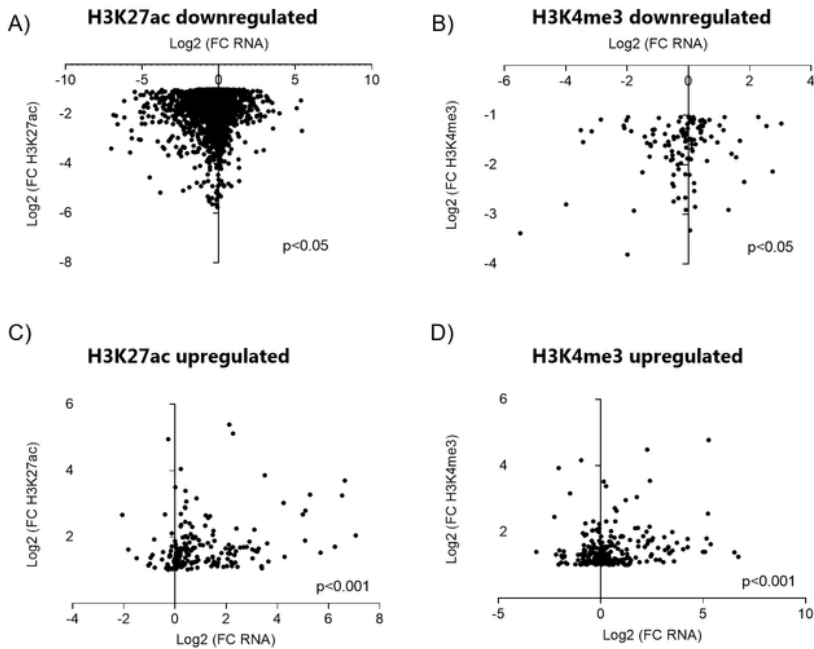 A)
H3K27ac downregulated
Log2 (FC RNA)
-10 -5 0 5 10
Log2 (FC H3K27ac)
-2
-4
-6
-8
p<0.05
B)
H3K4me3 downregulated
Log2 (FC RNA)
-6 -4 -2 0 2 4
Log2 (FC H3K4me3)
-1
-2
-3
-4
p<0.05
C)
H3K27ac upregulated
Log2 (FC H3K27ac)
6
4
2
p<0.001
-4 -2 0 2 4 6 8
Log2 (FC RNA)
D)
H3K4me3 upregulated
Log2 (FC H3K4me3)
6
4
2
p<0.001
-5 0 5 10
Log2 (FC RNA)